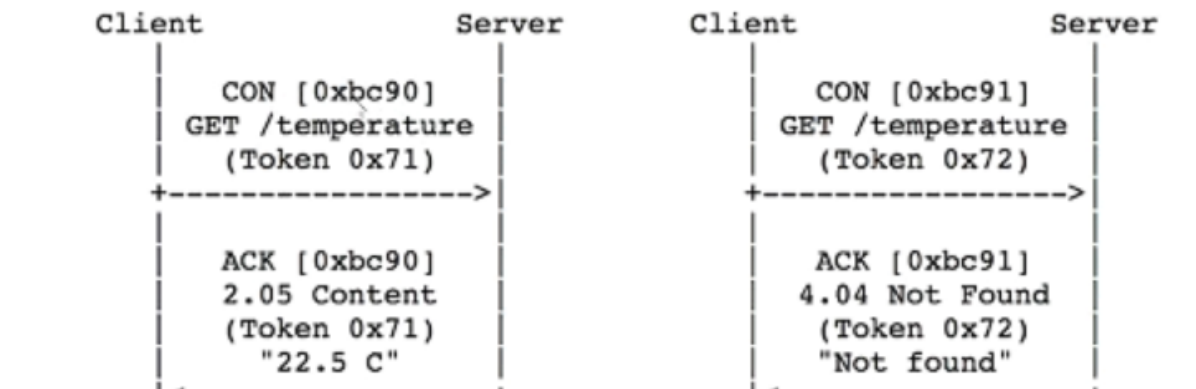 Client Server Client Server
CON [0xbc90] CON [0xbc91]
GET /temperature GET /temperature
(Token 0x71) (Token 0x72)
+-----------------> +----------------->
ACK [0xbc90] ACK [0xbc91]
2.05 Content 4.04 Not Found
(Token 0x71) (Token 0x72)
"22.5 C" "Not found"